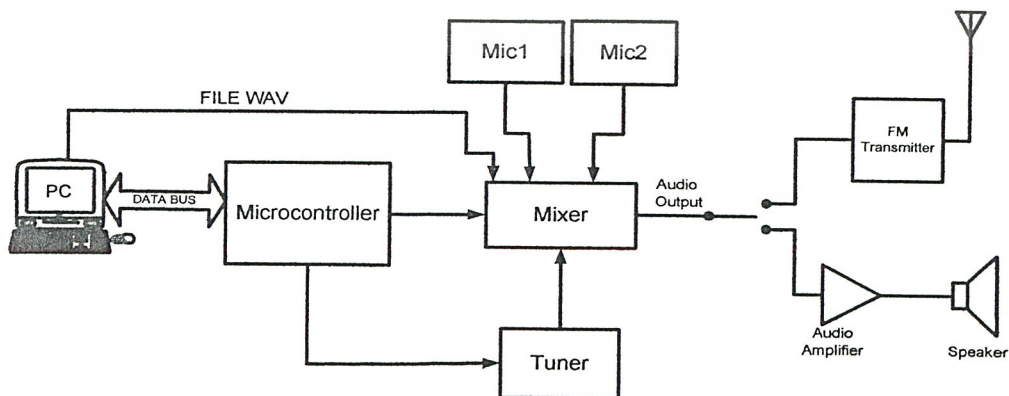 Mic1
Mic2
FILE WAV
FM
Transmitter
PC
DATA BUS
Microcontroller
Mixer
Audio
Output
Tuner
Audio
Amplifier
Speaker